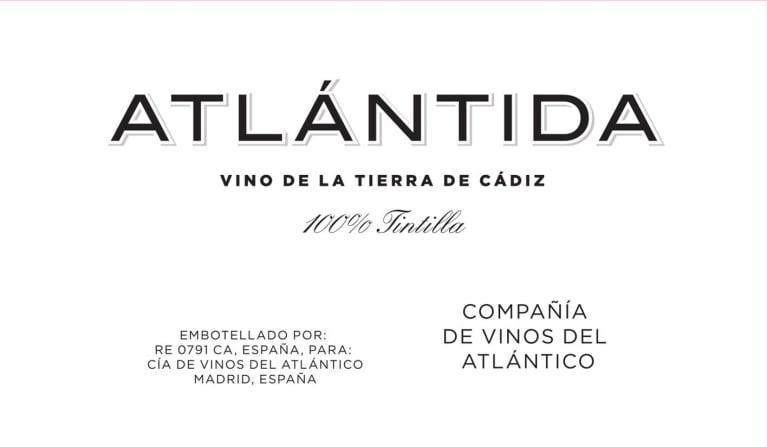 ATLÁNTIDA
VINO DE LA TIERRA DE CÁDIZ
100% Tintilla
EMBOTELLADO POR:
RE 0791 CA, ESPAÑA, PARA:
CÍA DE VINOS DEL ATLÁNTICO
MADRID, ESPAÑA
COMPAÑÍA
DE VINOS DEL
ATLÁNTICO